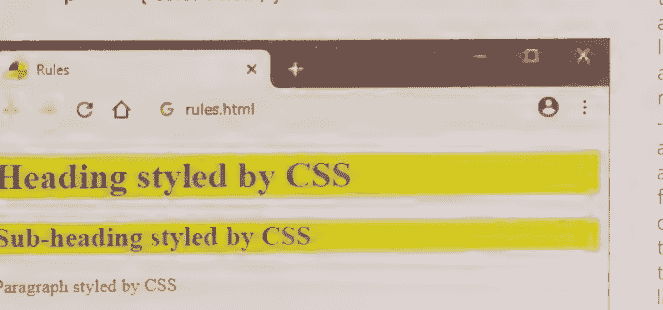 Rules
rules.html
Heading styled by CSS
Sub-heading styled by CSS
Paragraph styled by CSS